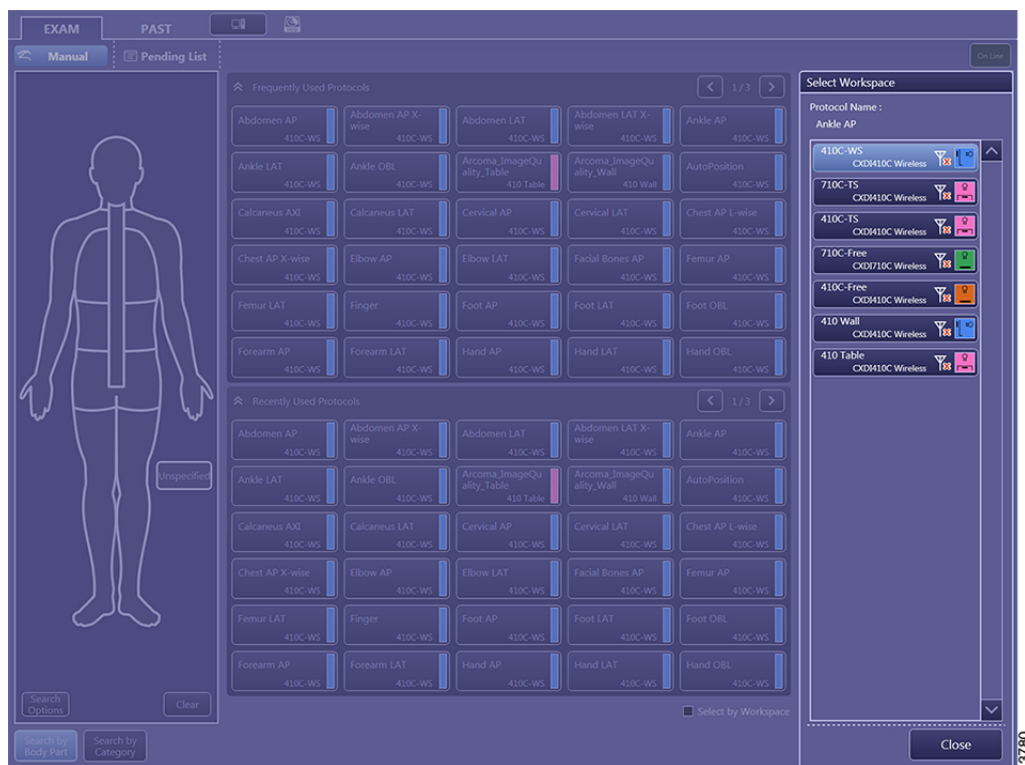 EXAM
PAST
Manual
Pending List
On Line
Frequently Used Protocols
1/3
Abdomen AP
410C-WS
Abdomen AP X-
wise
410C-WS
Abdomen LAT
410C-WS
Abdomen LAT X-
wise
410C-WS
Ankle AP
410C-WS
Ankle LAT
410C-WS
Ankle OBL
410C-WS
Arcoma_ImageQu
ality_Table
410 Table
Arcoma_ImageQu
ality_Wall
410 Wall
AutoPosition
410C-WS
Calcaneus AXI
410C-WS
Calcaneus LAT
410C-WS
Cervical AP
410C-WS
Cervical LAT
410C-WS
Chest AP L-wise
410C-WS
Chest AP X-wise
410C-WS
Elbow AP
410C-WS
Elbow LAT
410C-WS
Facial Bones AP
410C-WS
Femur AP
410C-WS
Femur LAT
410C-WS
Finger
410C-WS
Foot AP
410C-WS
Foot LAT
410C-WS
Foot OBL
410C-WS
Forearm AP
410C-WS
Forearm LAT
410C-WS
Hand AP
410C-WS
Hand LAT
410C-WS
Hand OBL
410C-WS
Recently Used Protocols
1/3
Abdomen AP
410C-WS
Abdomen AP X-
wise
410C-WS
Abdomen LAT
410C-WS
Abdomen LAT X-
wise
410C-WS
Ankle AP
410C-WS
Ankle LAT
410C-WS
Ankle OBL
410C-WS
Arcoma_ImageQu
ality_Table
410 Table
Arcoma_ImageQu
ality_Wall
410 Wall
AutoPosition
410C-WS
Calcaneus AXI
410C-WS
Calcaneus LAT
410C-WS
Cervical AP
410C-WS
Cervical LAT
410C-WS
Chest AP L-wise
410C-WS
Chest AP X-wise
410C-WS
Elbow AP
410C-WS
Elbow LAT
410C-WS
Facial Bones AP
410C-WS
Femur AP
410C-WS
Femur LAT
410C-WS
Finger
410C-WS
Foot AP
410C-WS
Foot LAT
410C-WS
Foot OBL
410C-WS
Forearm AP
410C-WS
Forearm LAT
410C-WS
Hand AP
410C-WS
Hand LAT
410C-WS
Hand OBL
410C-WS
Unspecified
Search
Options
Clear
Select by Workspace
Search by
Body Part
Search by
Category
Select Workspace
Protocol Name :
Ankle AP
410C-WS
CXDI410C Wireless
710C-TS
CXDI410C Wireless
410C-TS
CXDI410C Wireless
710C-Free
CXDI710C Wireless
410C-Free
CXDI410C Wireless
410 Wall
CXDI410C Wireless
410 Table
CXDI410C Wireless
Close
3780